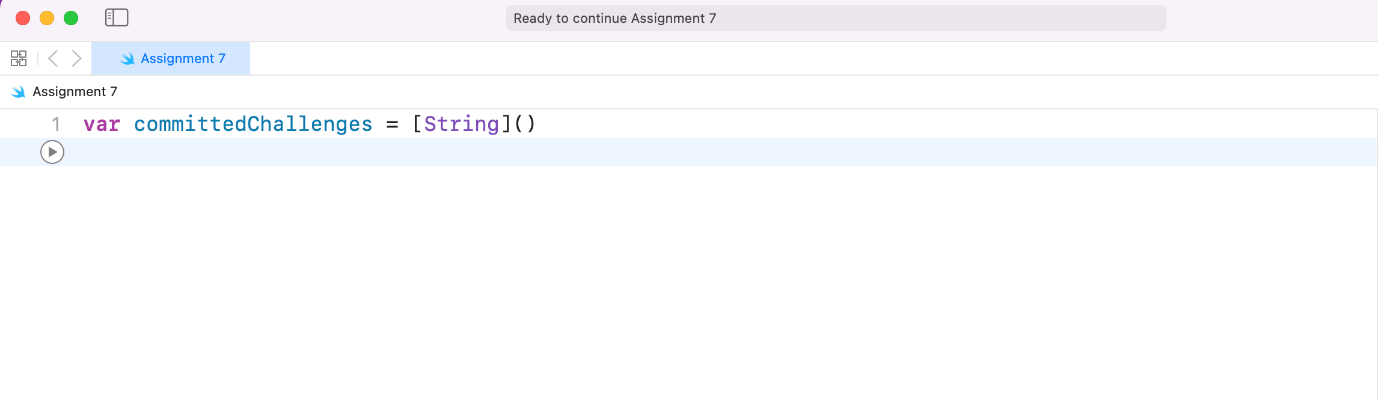 Ready to continue Assignment 7
Assignment 7
Assignment 7
1 var committedChallenges = [String]()